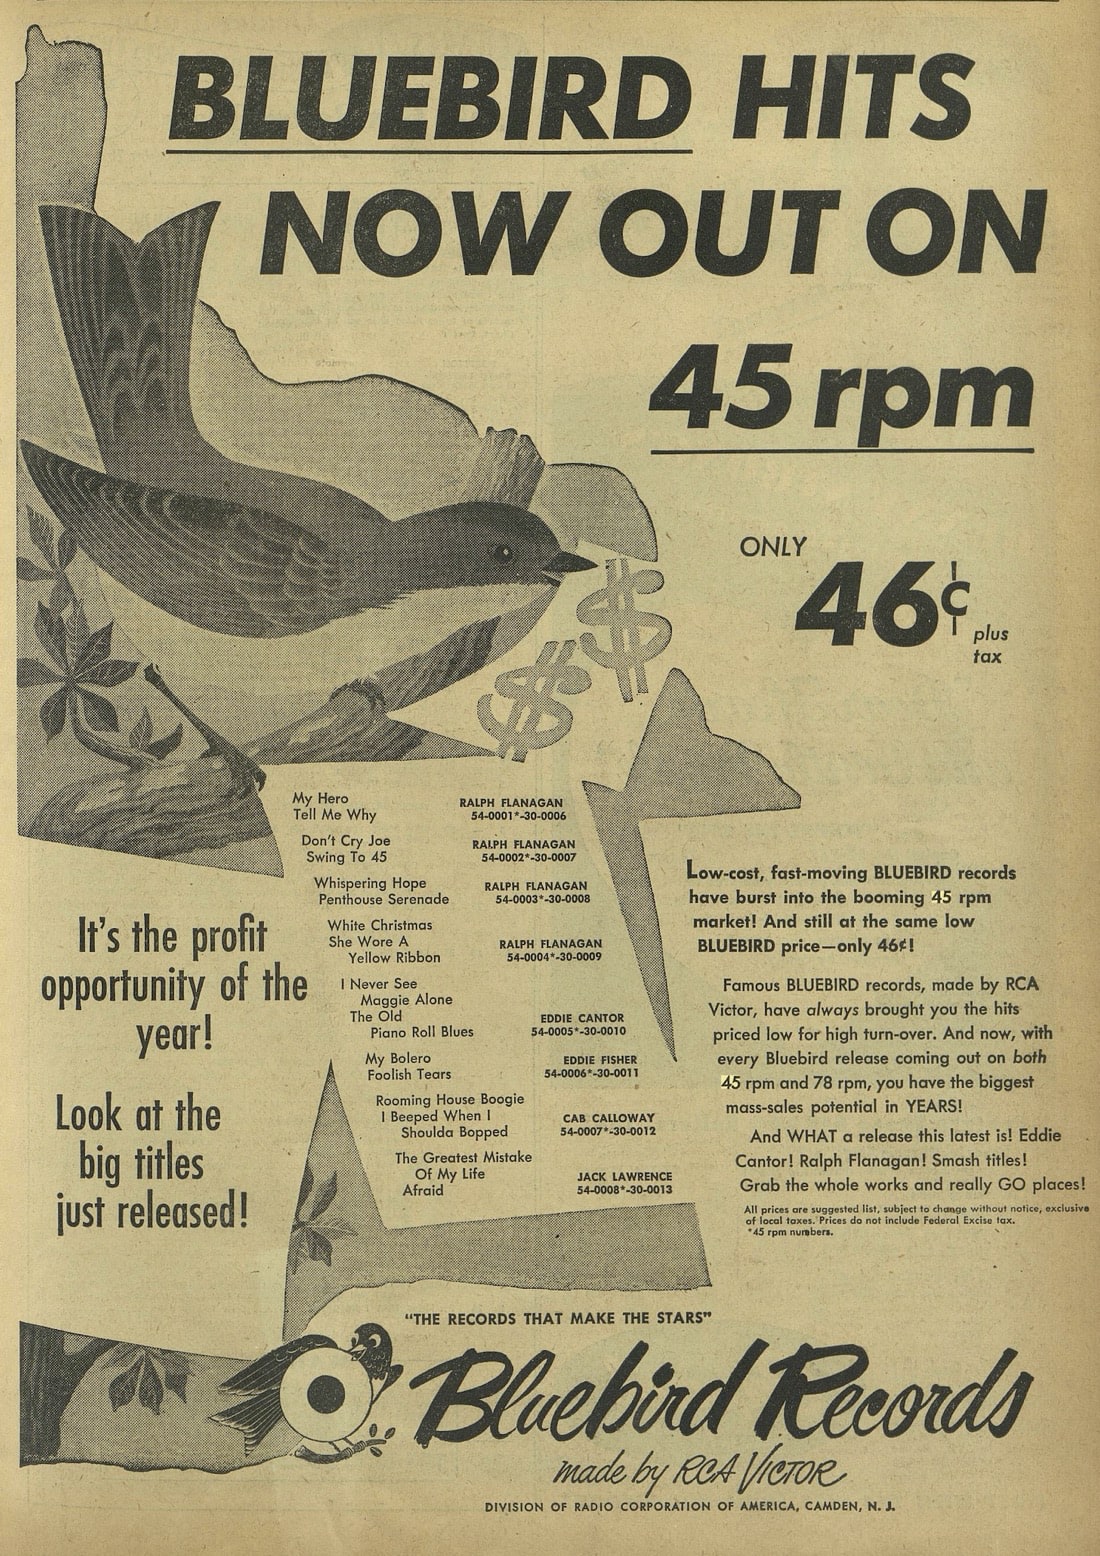 BLUEBIRD HITS
NOW OUT ON
45 rpm
ONLY
46¢
plus
tax
$
$
My Hero
Tell Me Why
RALPH FLANAGAN
54-0001*-30-0006
Don't Cry Joe
Swing To 45
RALPH FLANAGAN
54-0002*-30-0007
Whispering Hope
Penthouse Serenade
RALPH FLANAGAN
54-0003*-30-0008
White Christmas
She Wore A
Yellow Ribbon
RALPH FLANAGAN
54-0004*-30-0009
I Never See
Maggie Alone
The Old
Piano Roll Blues
EDDIE CANTOR
54-0005*-30-0010
My Bolero
Foolish Tears
EDDIE FISHER
54-0006*-30-0011
Rooming House Boogie
I Beeped When I
Shoulda Bopped
CAB CALLOWAY
54-0007*-30-0012
The Greatest Mistake
Of My Life
Afraid
JACK LAWRENCE
54-0008*-30-0013
It's the profit
opportunity of the
year!
Look at the
big titles
just released!
Low-cost, fast-moving BLUEBIRD records
have burst into the booming 45 rpm
market! And still at the same low
BLUEBIRD price—only 46¢!
Famous BLUEBIRD records, made by RCA
Victor, have always brought you the hits
priced low for high turn-over. And now, with
every Bluebird release coming out on both
45 rpm and 78 rpm, you have the biggest
mass-sales potential in YEARS!
And WHAT a release this latest is! Eddie
Cantor! Ralph Flanagan! Smash titles!
Grab the whole works and really GO places!
All prices are suggested list, subject to change without notice, exclusive
of local taxes. Prices do not include Federal Excise tax.
*45 rpm numbers.
"THE RECORDS THAT MAKE THE STARS"
Bluebird Records
made by RCA VICTOR
DIVISION OF RADIO CORPORATION OF AMERICA, CAMDEN, N. J.